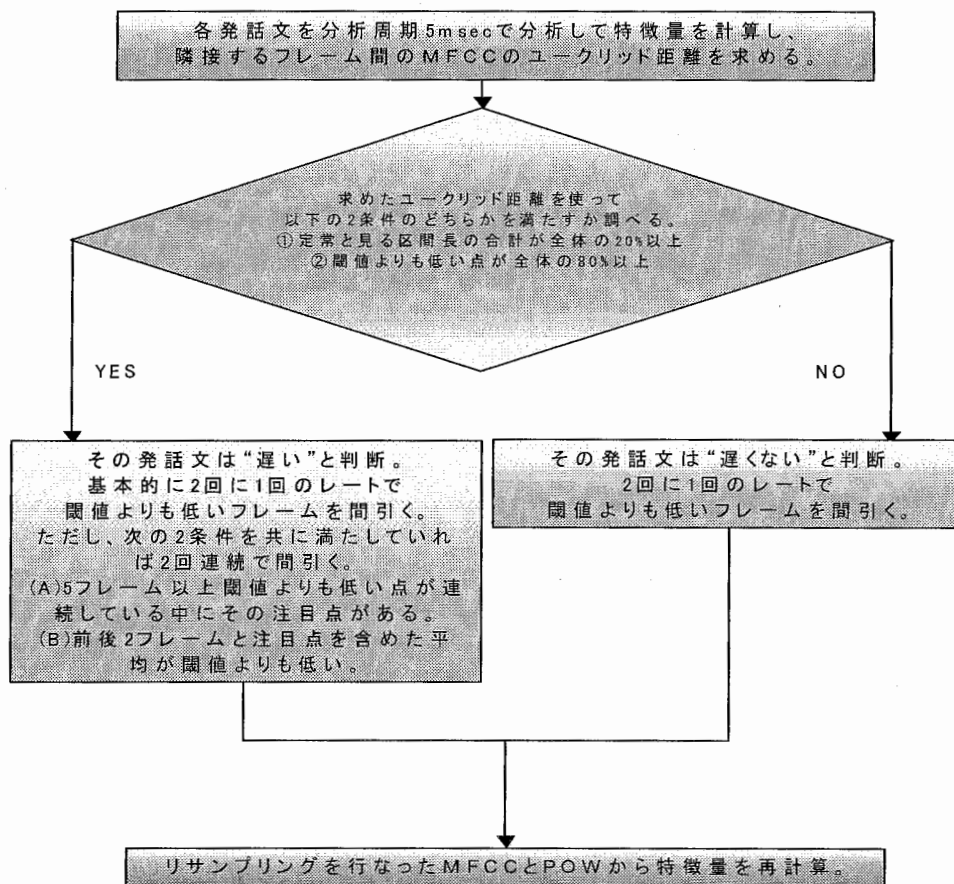 各発話文を分析周期5msecで分析して特徴量を計算し、
隣接するフレーム間のMFCCのユークリッド距離を求める。
求めたユークリッド距離を使って
以下の2条件のどちらかを満たすか調べる。
①定常と見る区間長の合計が全体の20%以上
②閾値よりも低い点が全体の80%以上
YES
NO
その発話文は“遅い”と判断。
基本的に2回に1回のレートで
閾値よりも低いフレームを間引く。
ただし、次の2条件を共に満たしていれ
ば2回連続で間引く。
(A)5フレーム以上閾値よりも低い点が連
続している中にその注目点がある。
(B)前後2フレームと注目点を含めた平
均が閾値よりも低い。
その発話文は“遅くない”と判断。
2回に1回のレートで
閾値よりも低いフレームを間引く。
リサンプリングを行なったMFCCとPOWから特徴量を再計算。